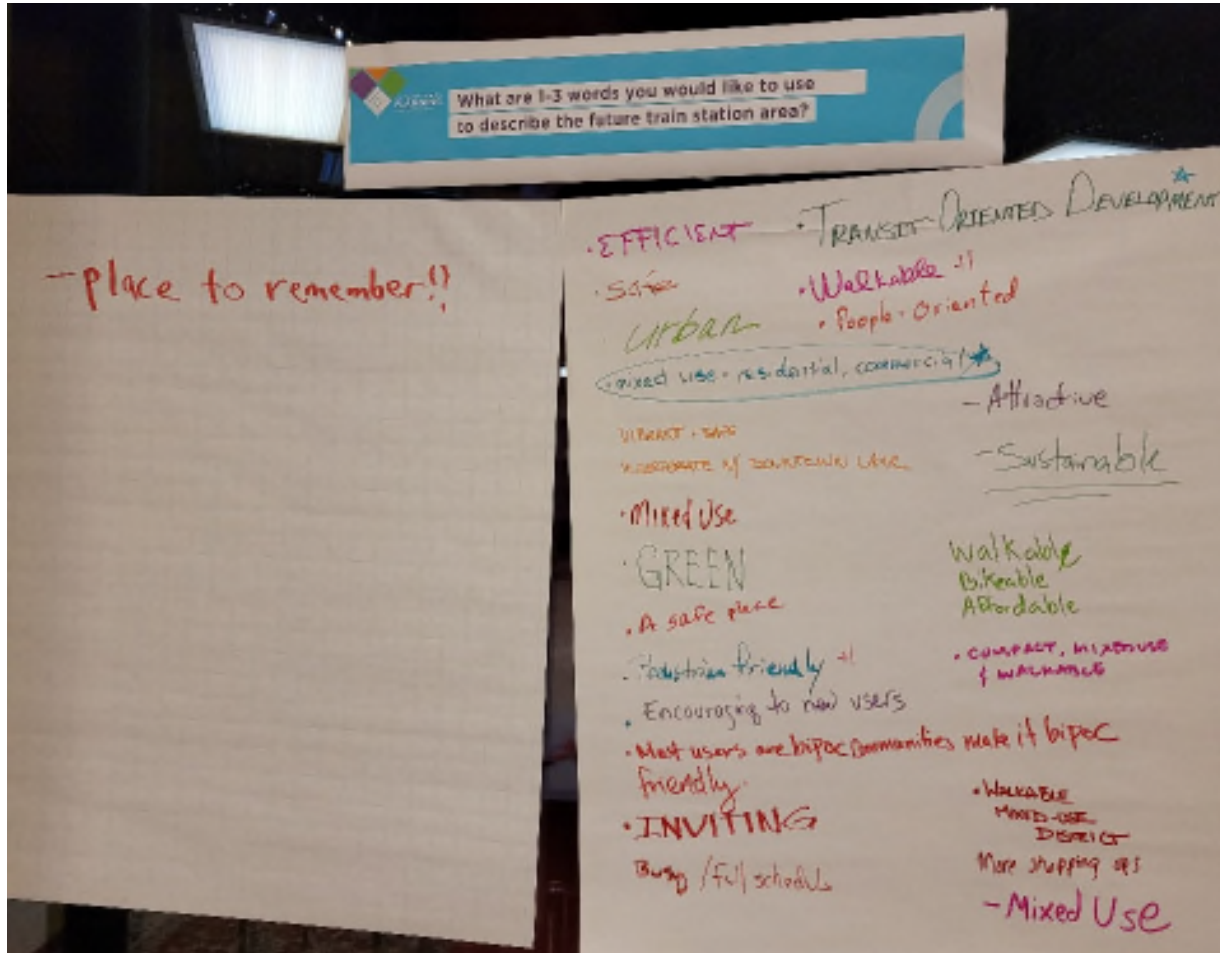 What are 1-3 words you would like to use
to describe the future train station area?
- place to remember!!
• EFFICIENT
• TRANSIT-ORIENTED DEVELOPMENT
• Safe
• Walkable +1
• Urban
• People-Oriented
• mixed use - residential, commercial
- Attractive
VIBRANT + SAFE
W/ DOWNTOWN
- Sustainable
• Mixed Use
• GREEN
Walkable
Bikeable
Affordable
• A safe place
• Pedestrian friendly +1
• COMPACT, MIXED USE
& WALKABLE
• Encouraging to new users
• Most users are bipoc communities make it bipoc
friendly.
• INVITING
• WALKABLE
MIXED-USE
DISTRICT
Busy / full schedule
More shopping ops
- Mixed Use